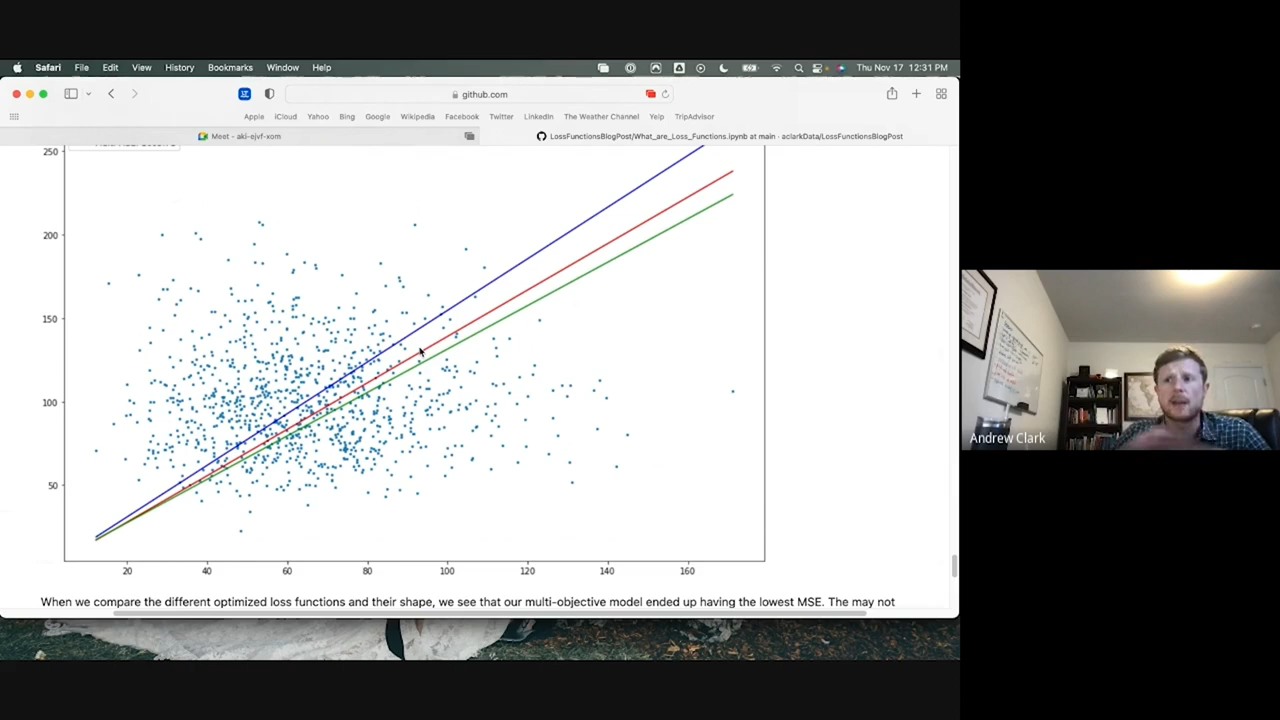 Safari File Edit View History Bookmarks Window Help Thu Nov 17 12:31 PM
github.com
Apple iCloud Yahoo Bing Google Wikipedia Facebook Twitter LinkedIn The Weather Channel Yelp TripAdvisor
Meet - aki-ejvf-xom LossFunctionsBlogPost/What_are_Loss_Functions.ipynb at main · aclarkData/LossFunctionsBlogPost
250
200
150
100
50
20 40 60 80 100 120 140 160
When we compare the different optimized loss functions and their shape, we see that our multi-objective model ended up having the lowest MSE. The may not
Andrew Clark